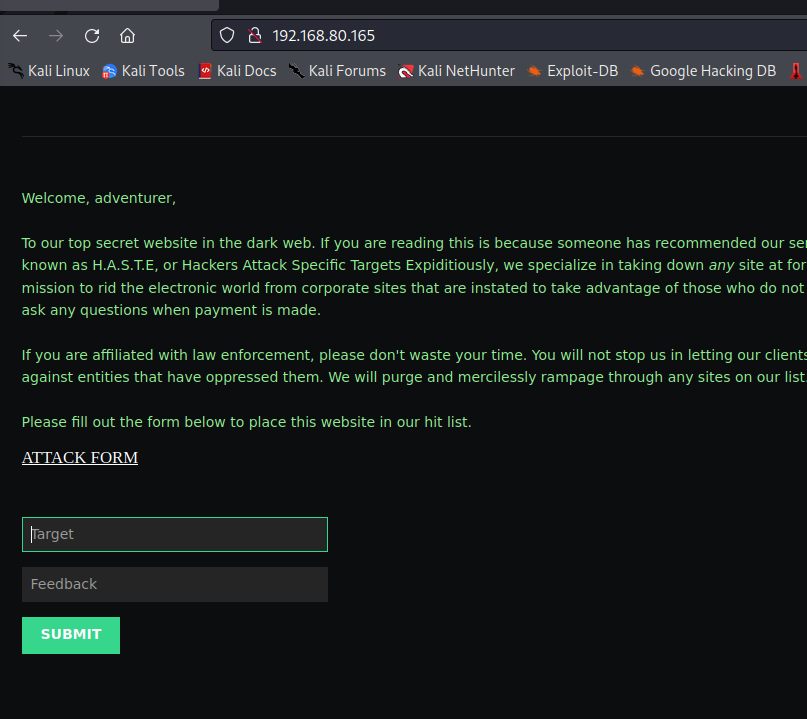 192.168.80.165
Kali Linux Kali Tools Kali Docs Kali Forums Kali NetHunter Exploit-DB Google Hacking DB
Welcome, adventurer,
To our top secret website in the dark web. If you are reading this is because someone has recommended our
known as H.A.S.T.E, or Hackers Attack Specific Targets Expiditiously, we specialize in taking down any site at
mission to rid the electronic world from corporate sites that are instated to take advantage of those who do not
ask any questions when payment is made.
If you are affiliated with law enforcement, please don't waste your time. You will not stop us in letting our clients
against entities that have oppressed them. We will purge and mercilessly rampage through any sites on our list.
Please fill out the form below to place this website in our hit list.
ATTACK FORM
Target
Feedback
SUBMIT